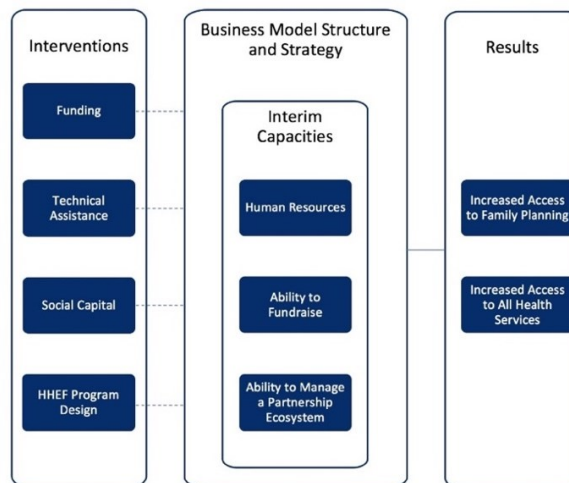 Interventions
Funding
Technical
Assistance
Social Capital
HHEF Program
Design
Business Model Structure
and Strategy
Interim
Capacities
Human Resources
Ability to
Fundraise
Ability to Manage
a Partnership
Ecosystem
Results
Increased Access
to Family Planning
Increased Access
to All Health
Services